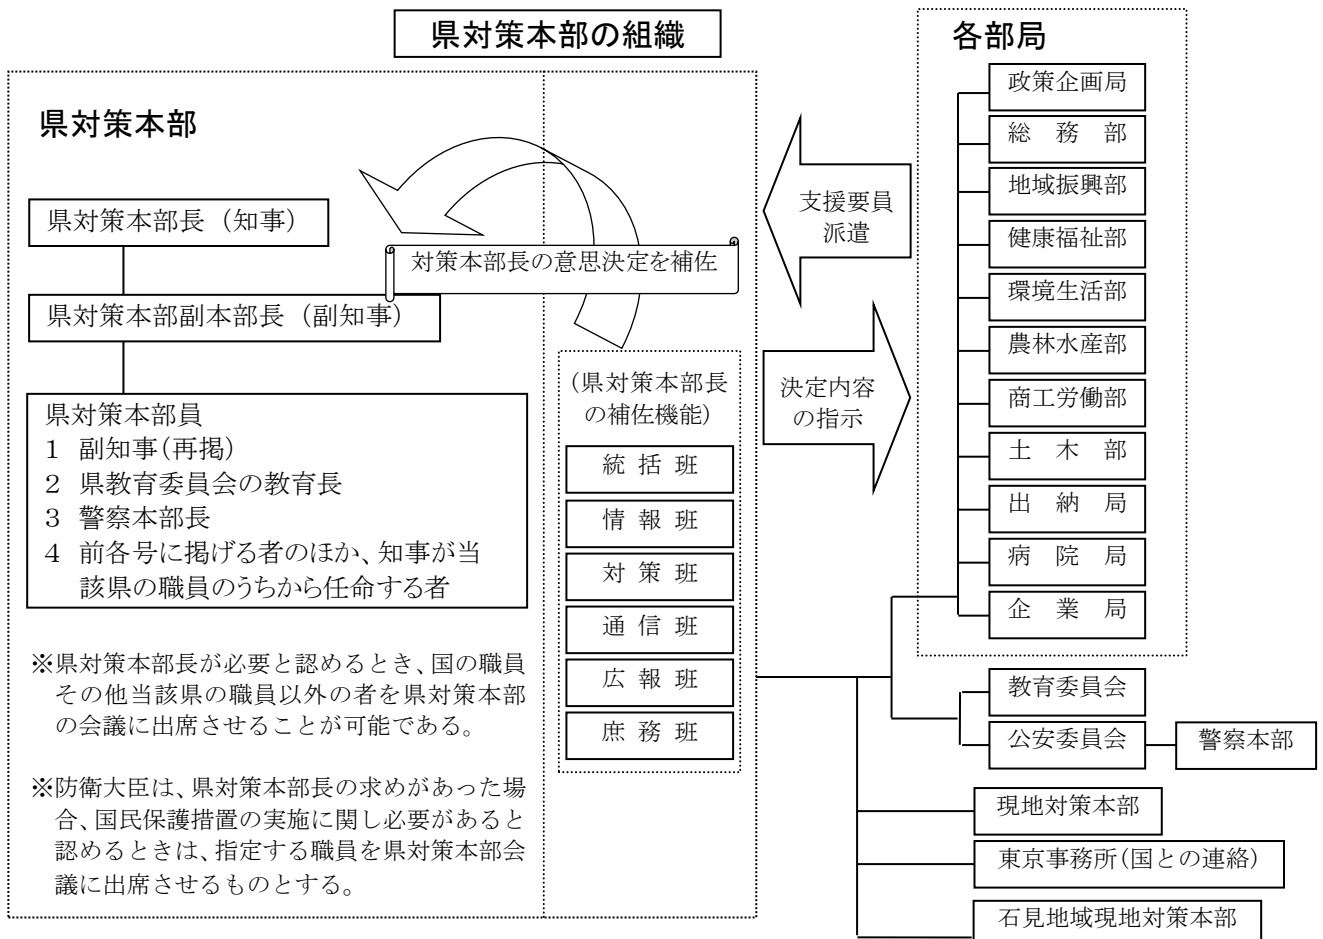 県対策本部の組織
県対策本部
県対策本部長（知事）
対策本部長の意思決定を補佐
県対策本部副本部長（副知事）
県対策本部員
1　副知事（再掲）
2　県教育委員会の教育長
3　警察本部長
4　前各号に掲げる者のほか、知事が当
該県の職員のうちから任命する者
※県対策本部長が必要と認めるとき、国の職員
その他当該県の職員以外の者を県対策本部
の会議に出席させることが可能である。
※防衛大臣は、県対策本部長の求めがあった場
合、国民保護措置の実施に関し必要があると
認めるときは、指定する職員を県対策本部会
議に出席させるものとする。
（県対策本部長
の補佐機能）
統括班
情報班
対策班
通信班
広報班
庶務班
支援要員
派遣
決定内容
の指示
各部局
政策企画局
総務部
地域振興部
健康福祉部
環境生活部
農林水産部
商工労働部
土木部
出納局
病院局
企業局
教育委員会
公安委員会
警察本部
現地対策本部
東京事務所（国との連絡）
石見地域現地対策本部